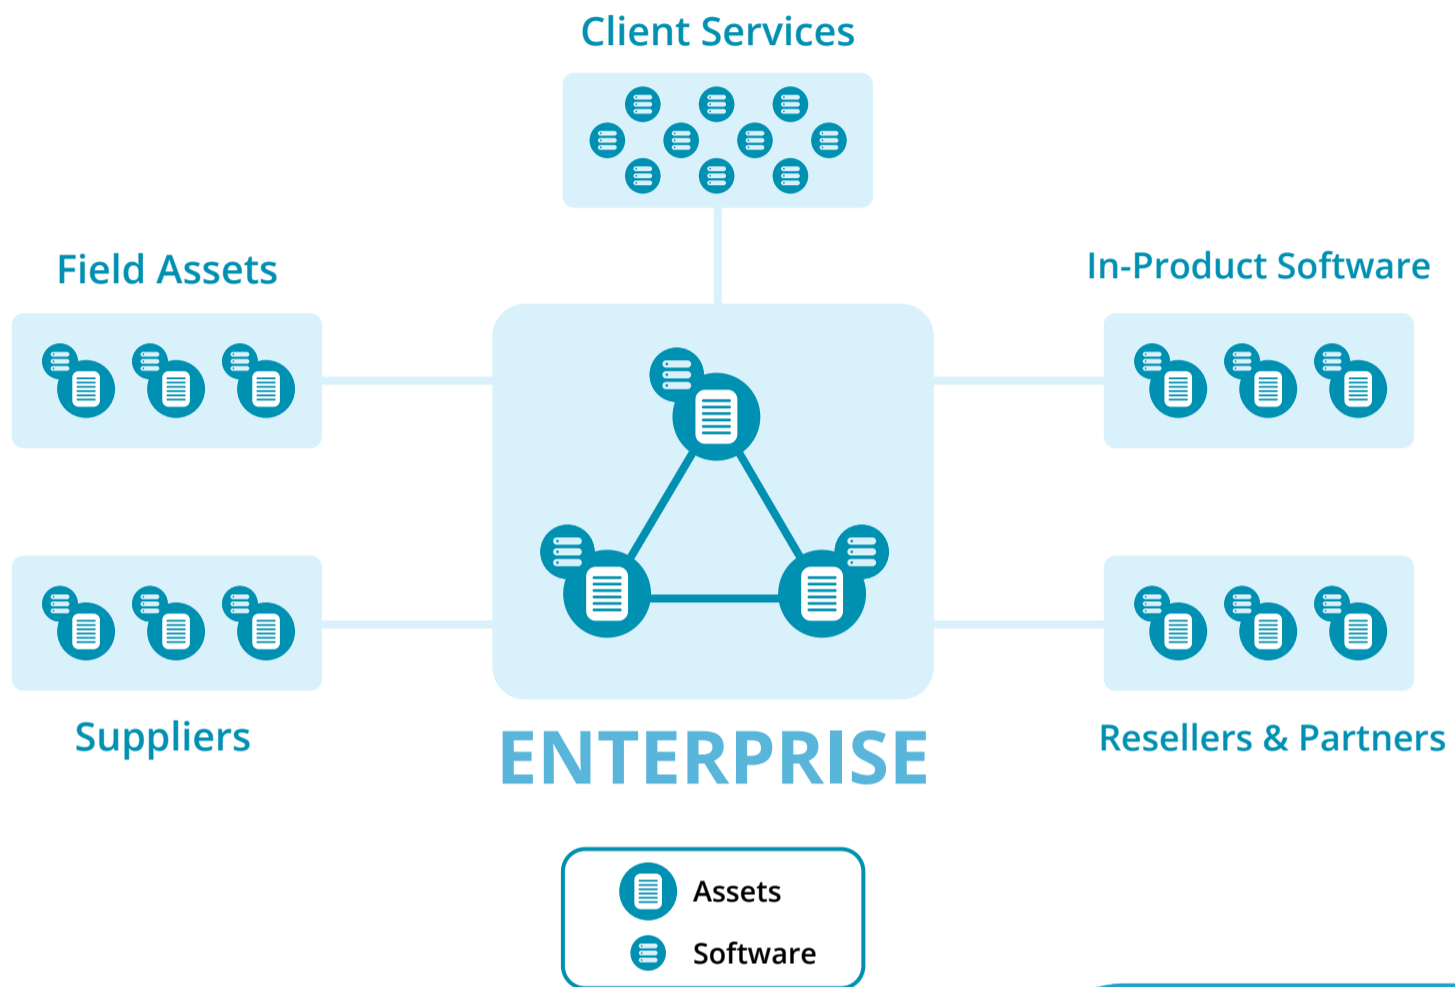 Client Services
Field Assets
In-Product Software
Suppliers
Resellers & Partners
ENTERPRISE
Assets
Software